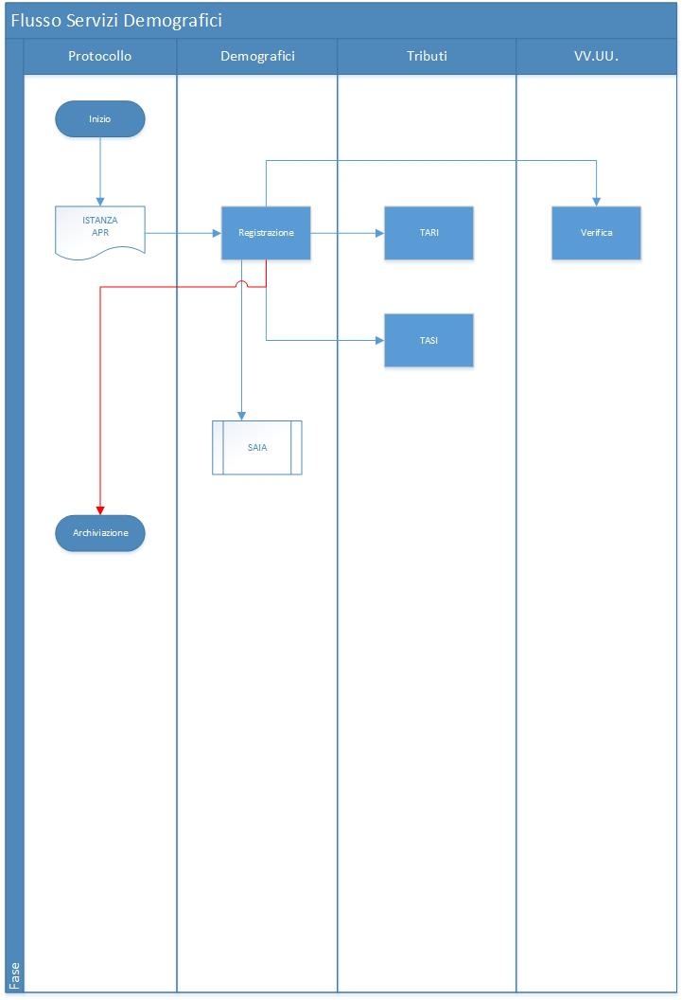 Flusso Servizi Demografici
Protocollo
Demografici
Tributi
VV.UU.
Inizio
ISTANZA
APR
Registrazione
TARI
Verifica
TASI
SAIA
Archiviazione
Fase